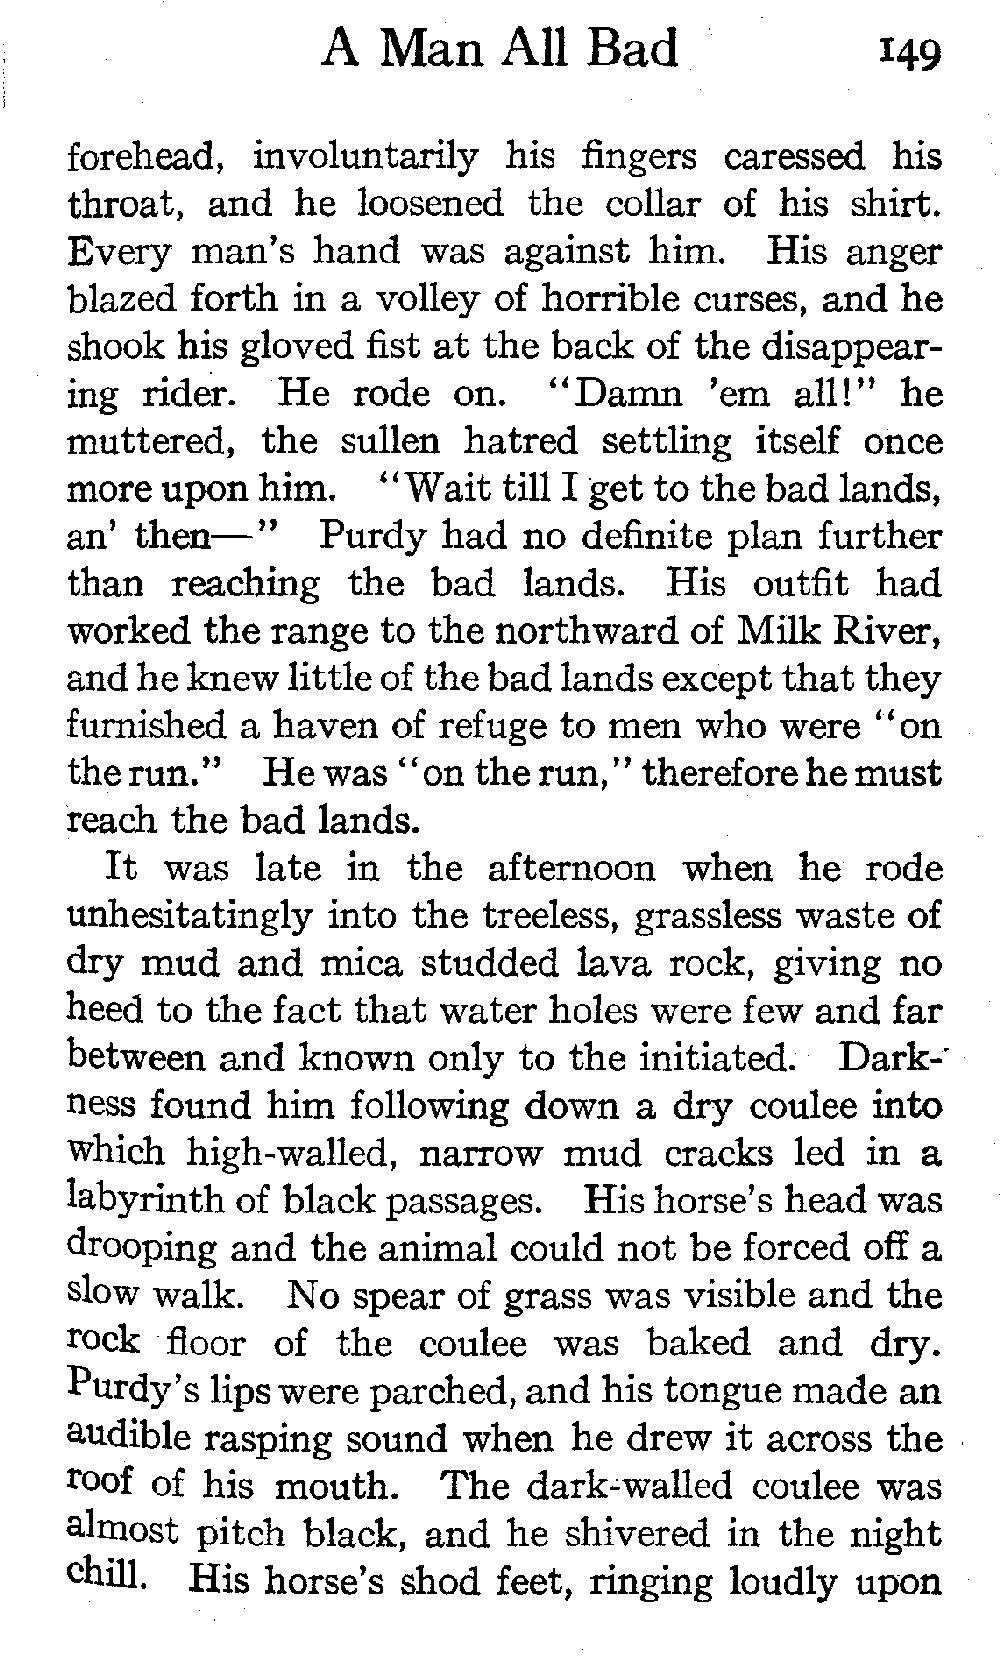 A Man All Bad 149
forehead, involuntarily his fingers caressed his
throat, and he loosened the collar of his shirt.
Every man's hand was against him. His anger
blazed forth in a volley of horrible curses, and he
shook his gloved fist at the back of the disappear-
ing rider. He rode on. "Damn 'em all!" he
muttered, the sullen hatred settling itself once
more upon him. "Wait till I get to the bad lands,
an' then—" Purdy had no definite plan further
than reaching the bad lands. His outfit had
worked the range to the northward of Milk River,
and he knew little of the bad lands except that they
furnished a haven of refuge to men who were "on
the run." He was "on the run," therefore he must
reach the bad lands.
It was late in the afternoon when he rode
unhesitatingly into the treeless, grassless waste of
dry mud and mica studded lava rock, giving no
heed to the fact that water holes were few and far
between and known only to the initiated. Dark-
ness found him following down a dry coulee into
which high-walled, narrow mud cracks led in a
labyrinth of black passages. His horse's head was
drooping and the animal could not be forced off a
slow walk. No spear of grass was visible and the
rock floor of the coulee was baked and dry.
Purdy's lips were parched, and his tongue made an
audible rasping sound when he drew it across the
roof of his mouth. The dark-walled coulee was
almost pitch black, and he shivered in the night
chill. His horse's shod feet, ringing loudly upon